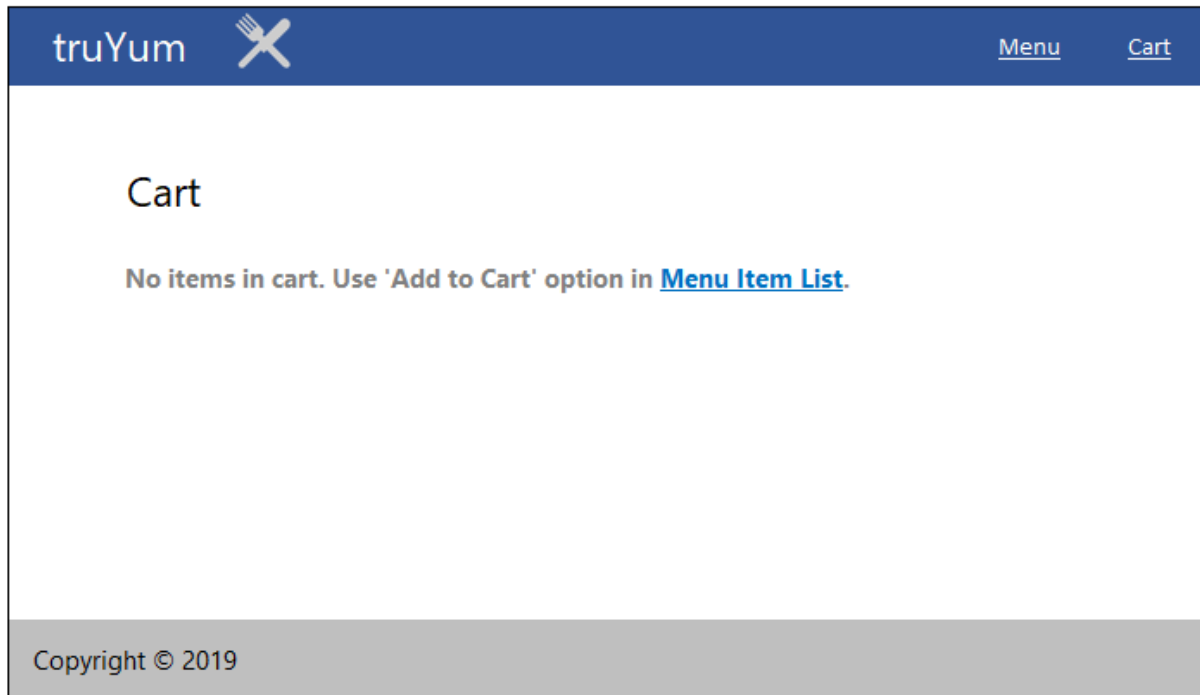 truYum
Menu Cart
Cart
No items in cart. Use 'Add to Cart' option in Menu Item List.
Copyright © 2019